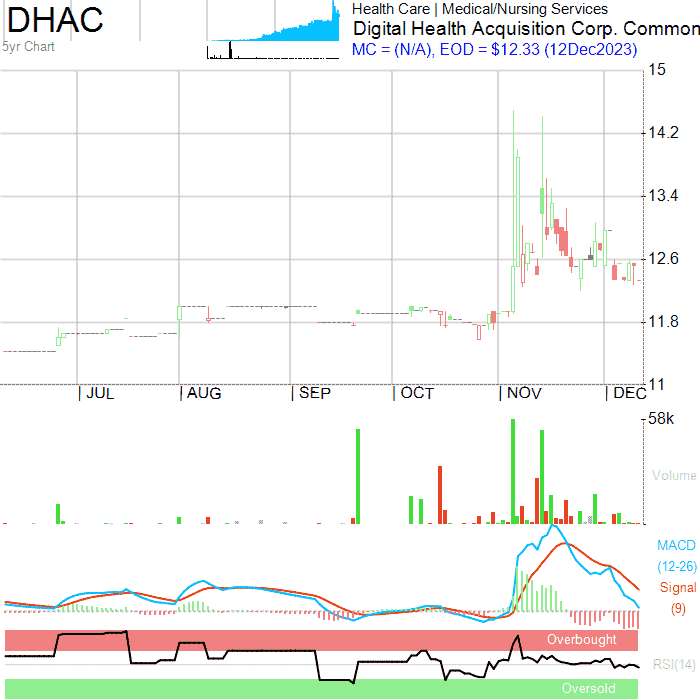 DHAC
5yr Chart
Health Care | Medical/Nursing Services
Digital Health Acquisition Corp. Common
MC = (N/A), EOD = $12.33 (12Dec2023)
15
14.2
13.4
12.6
11.8
11
| JUL | AUG | SEP | OCT | NOV | DEC
58k
Volume
MACD
(12-26)
Signal
(9)
Overbought
RSI(14)
Oversold